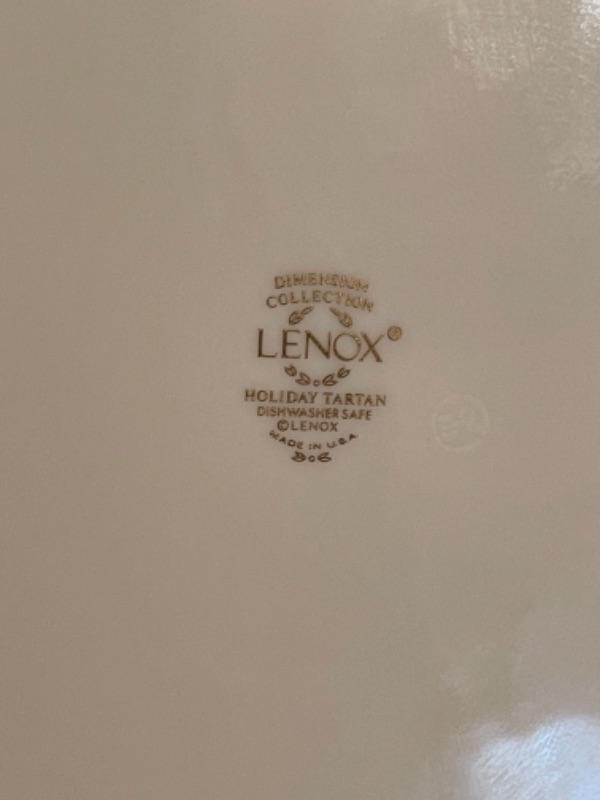 DIMENSION
COLLECTION
LENOX®
HOLIDAY TARTAN
DISHWASHER SAFE
©LENOX
MADE IN U.S.A.